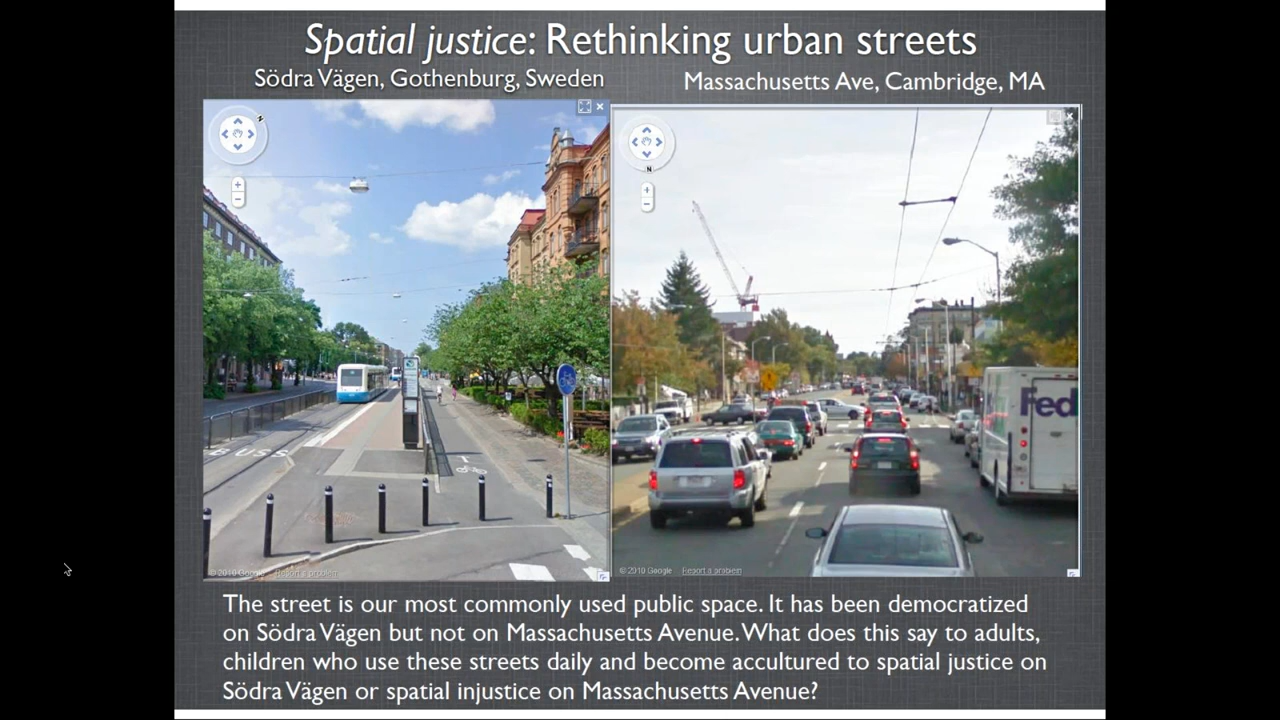 Spatial justice: Rethinking urban streets
Södra Vägen, Gothenburg, Sweden
Massachusetts Ave, Cambridge, MA
N
N
BUSS
Fed
© 2010 Google Report a problem
© 2010 Google Report a problem
The street is our most commonly used public space. It has been democratized
on Södra Vägen but not on Massachusetts Avenue. What does this say to adults,
children who use these streets daily and become accultured to spatial justice on
Södra Vägen or spatial injustice on Massachusetts Avenue?